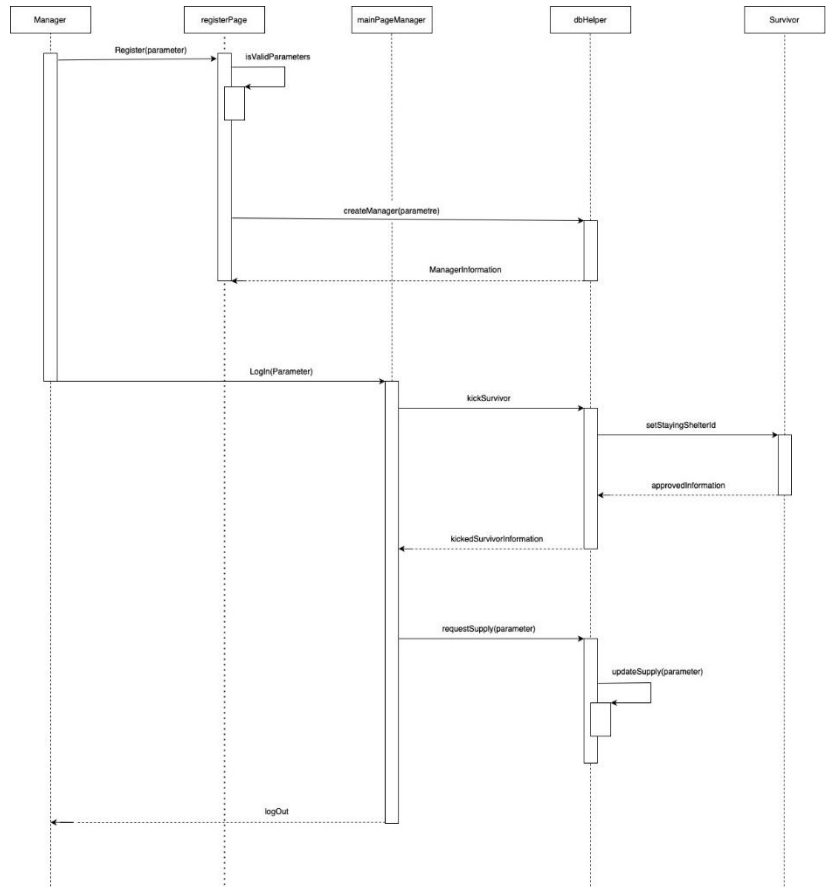 Manager
registerPage
mainPageManager
dbHelper
Survivor
Register(parameter)
isValidParameters
createManager(parametre)
ManagerInformation
LogIn(Parameter)
kickSurvivor
setStayingShelterId
approvedInformation
kickedSurvivorInformation
requestSupply(parameter)
updateSupply(parameter)
logOut